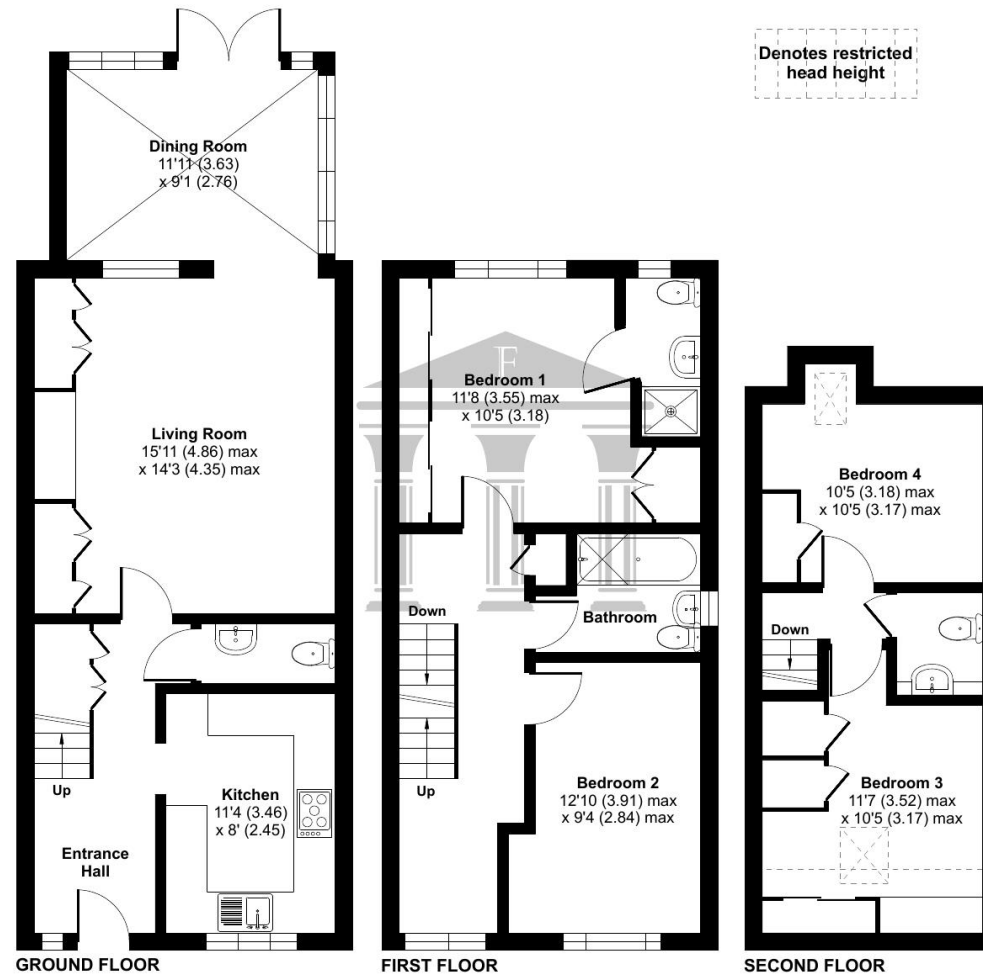 Denotes restricted
head height
Dining Room
11'11 (3.63)
x 9'1 (2.76)
Living Room
15'11 (4.86) max
x 14'3 (4.35) max
Up
Kitchen
11'4 (3.46)
x 8' (2.45)
Entrance
Hall
GROUND FLOOR
F
Bedroom 1
11'8 (3.55) max
x 10'5 (3.18)
Down
Bathroom
Up
Bedroom 2
12'10 (3.91) max
x 9'4 (2.84) max
FIRST FLOOR
Bedroom 4
10'5 (3.18) max
x 10'5 (3.17) max
Down
Bedroom 3
11'7 (3.52) max
x 10'5 (3.17) max
SECOND FLOOR